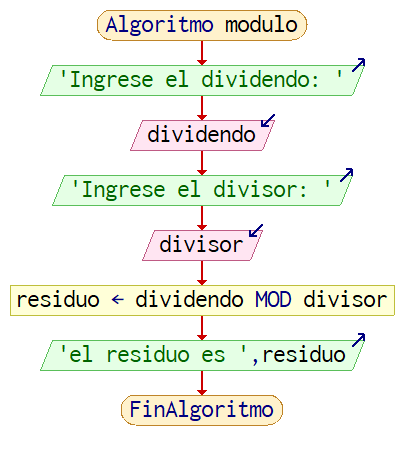 Algoritmo modulo
'Ingrese el dividendo: '
dividendo
'Ingrese el divisor: '
divisor
residuo ← dividendo MOD divisor
'el residuo es ',residuo
FinAlgoritmo